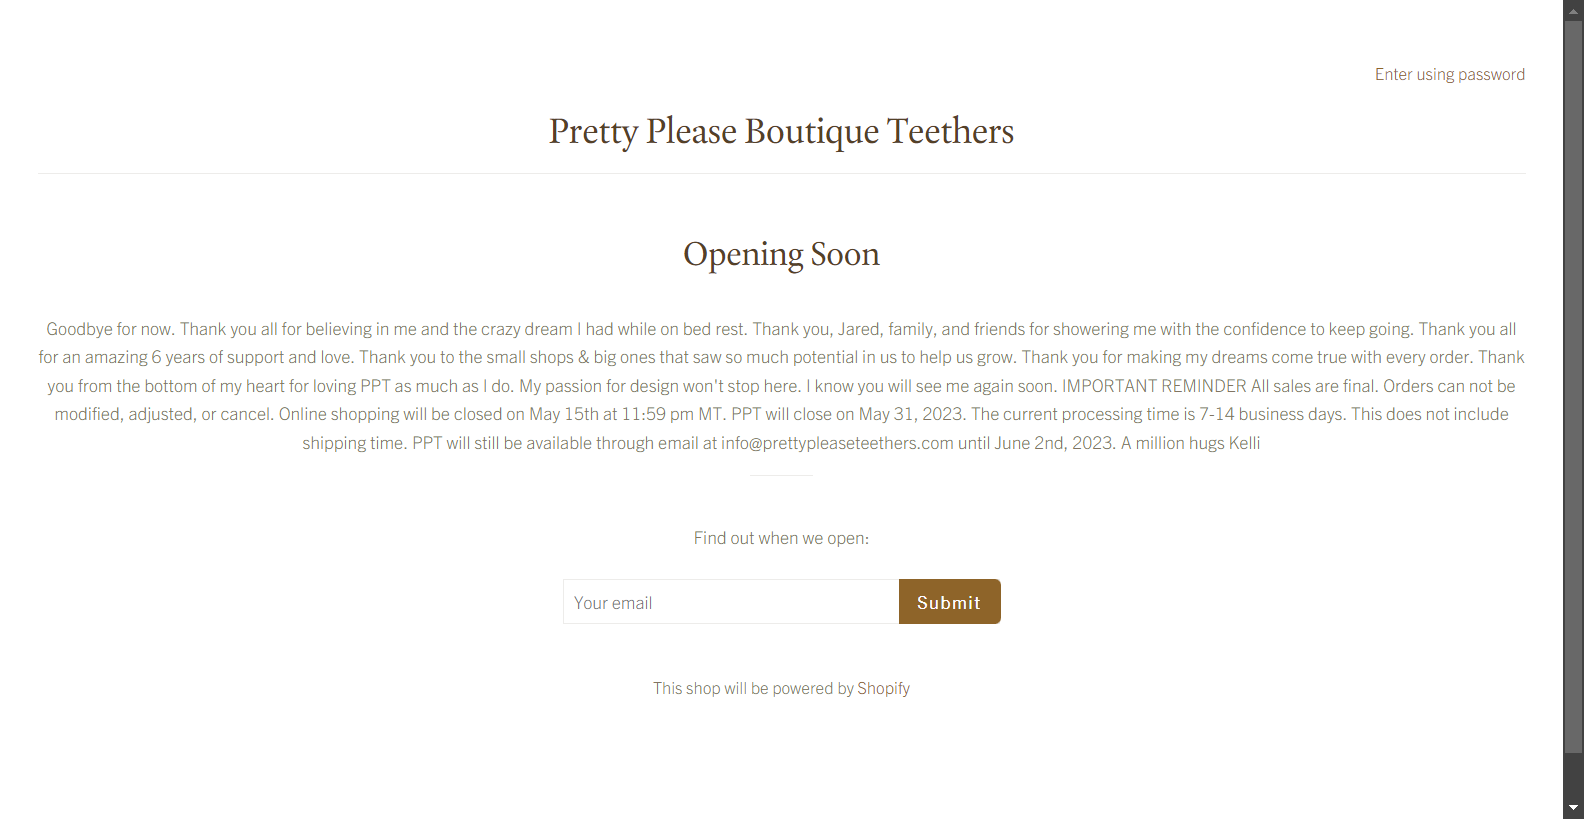 Enter using password
Pretty Please Boutique Teethers
Opening Soon
Goodbye for now. Thank you all for believing in me and the crazy dream I had while on bed rest. Thank you, Jared, family, and friends for showering me with the confidence to keep going. Thank you all
for an amazing 6 years of support and love. Thank you to the small shops & big ones that saw so much potential in us to help us grow. Thank you for making my dreams come true with every order. Thank
you from the bottom of my heart for loving PPT as much as I do. My passion for design won't stop here. I know you will see me again soon. IMPORTANT REMINDER All sales are final. Orders can not be
modified, adjusted, or cancel. Online shopping will be closed on May 15th at 11:59 pm MT. PPT will close on May 31, 2023. The current processing time is 7-14 business days. This does not include
shipping time. PPT will still be available through email at info@prettypleaseteethers.com until June 2nd, 2023. A million hugs Kelli
Find out when we open:
Your email
Submit
This shop will be powered by Shopify